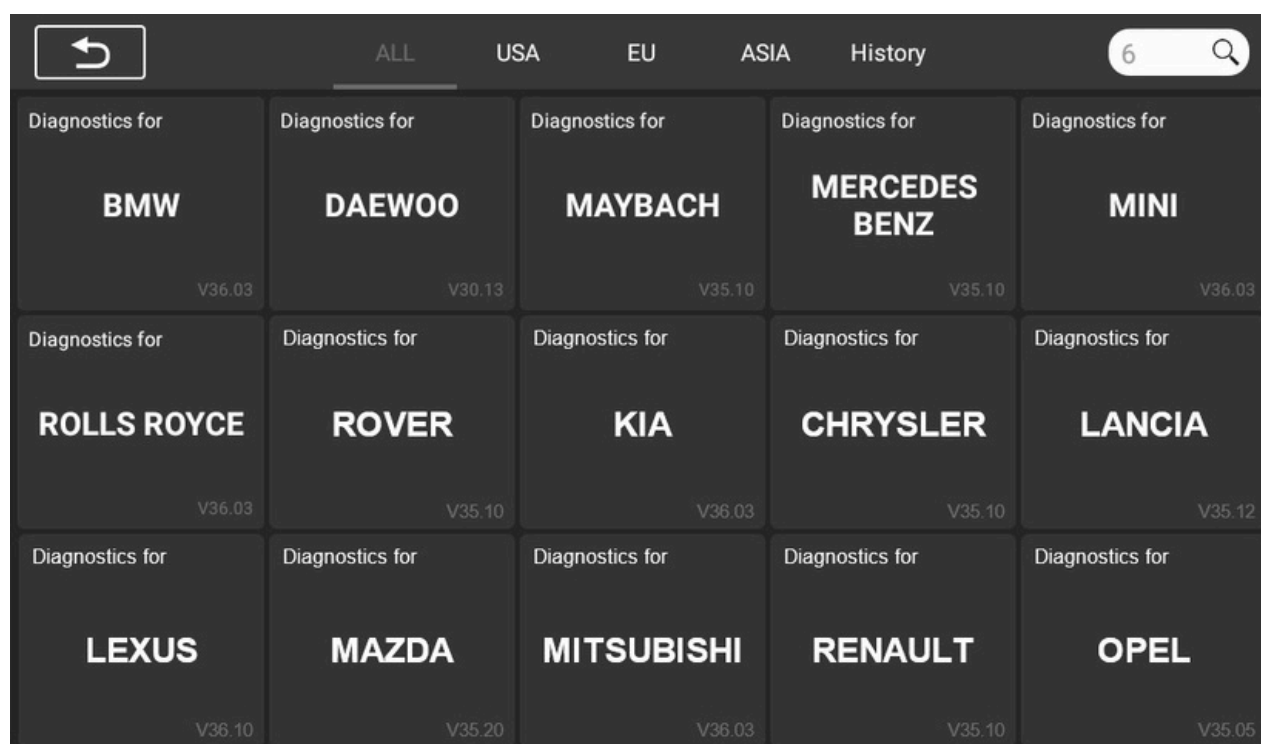 ALL USA EU ASIA History 6
Diagnostics for Diagnostics for Diagnostics for Diagnostics for Diagnostics for
BMW DAEWOO MAYBACH MERCEDES BENZ MINI
V36.03 V30.13 V35.10 V35.10 V36.03
Diagnostics for Diagnostics for Diagnostics for Diagnostics for Diagnostics for
ROLLS ROYCE ROVER KIA CHRYSLER LANCIA
V36.03 V35.10 V36.03 V35.10 V35.12
Diagnostics for Diagnostics for Diagnostics for Diagnostics for Diagnostics for
LEXUS MAZDA MITSUBISHI RENAULT OPEL
V36.10 V35.20 V36.03 V35.10 V35.05